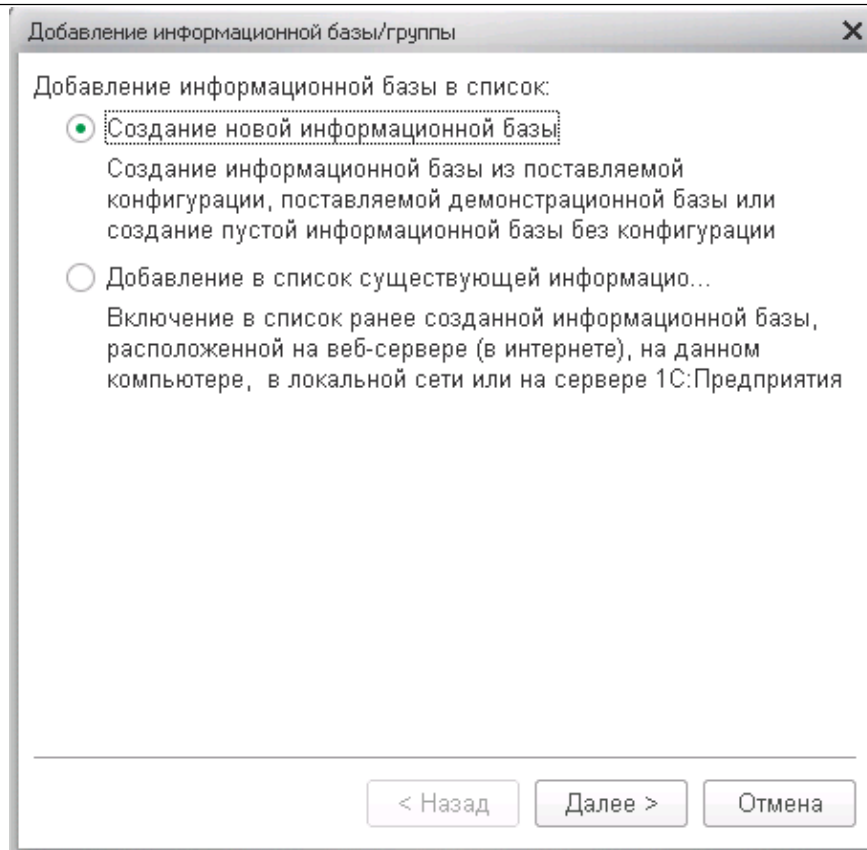 Добавление информационной базы/группы
Добавление информационной базы в список:
Создание новой информационной базы
Создание информационной базы из поставляемой
конфигурации, поставляемой демонстрационной базы или
создание пустой информационной базы без конфигурации
Добавление в список существующей информацио...
Включение в список ранее созданной информационной базы,
расположенной на веб-сервере (в интернете), на данном
компьютере,  в локальной сети или на сервере 1С:Предприятия
< Назад
Далее >
Отмена